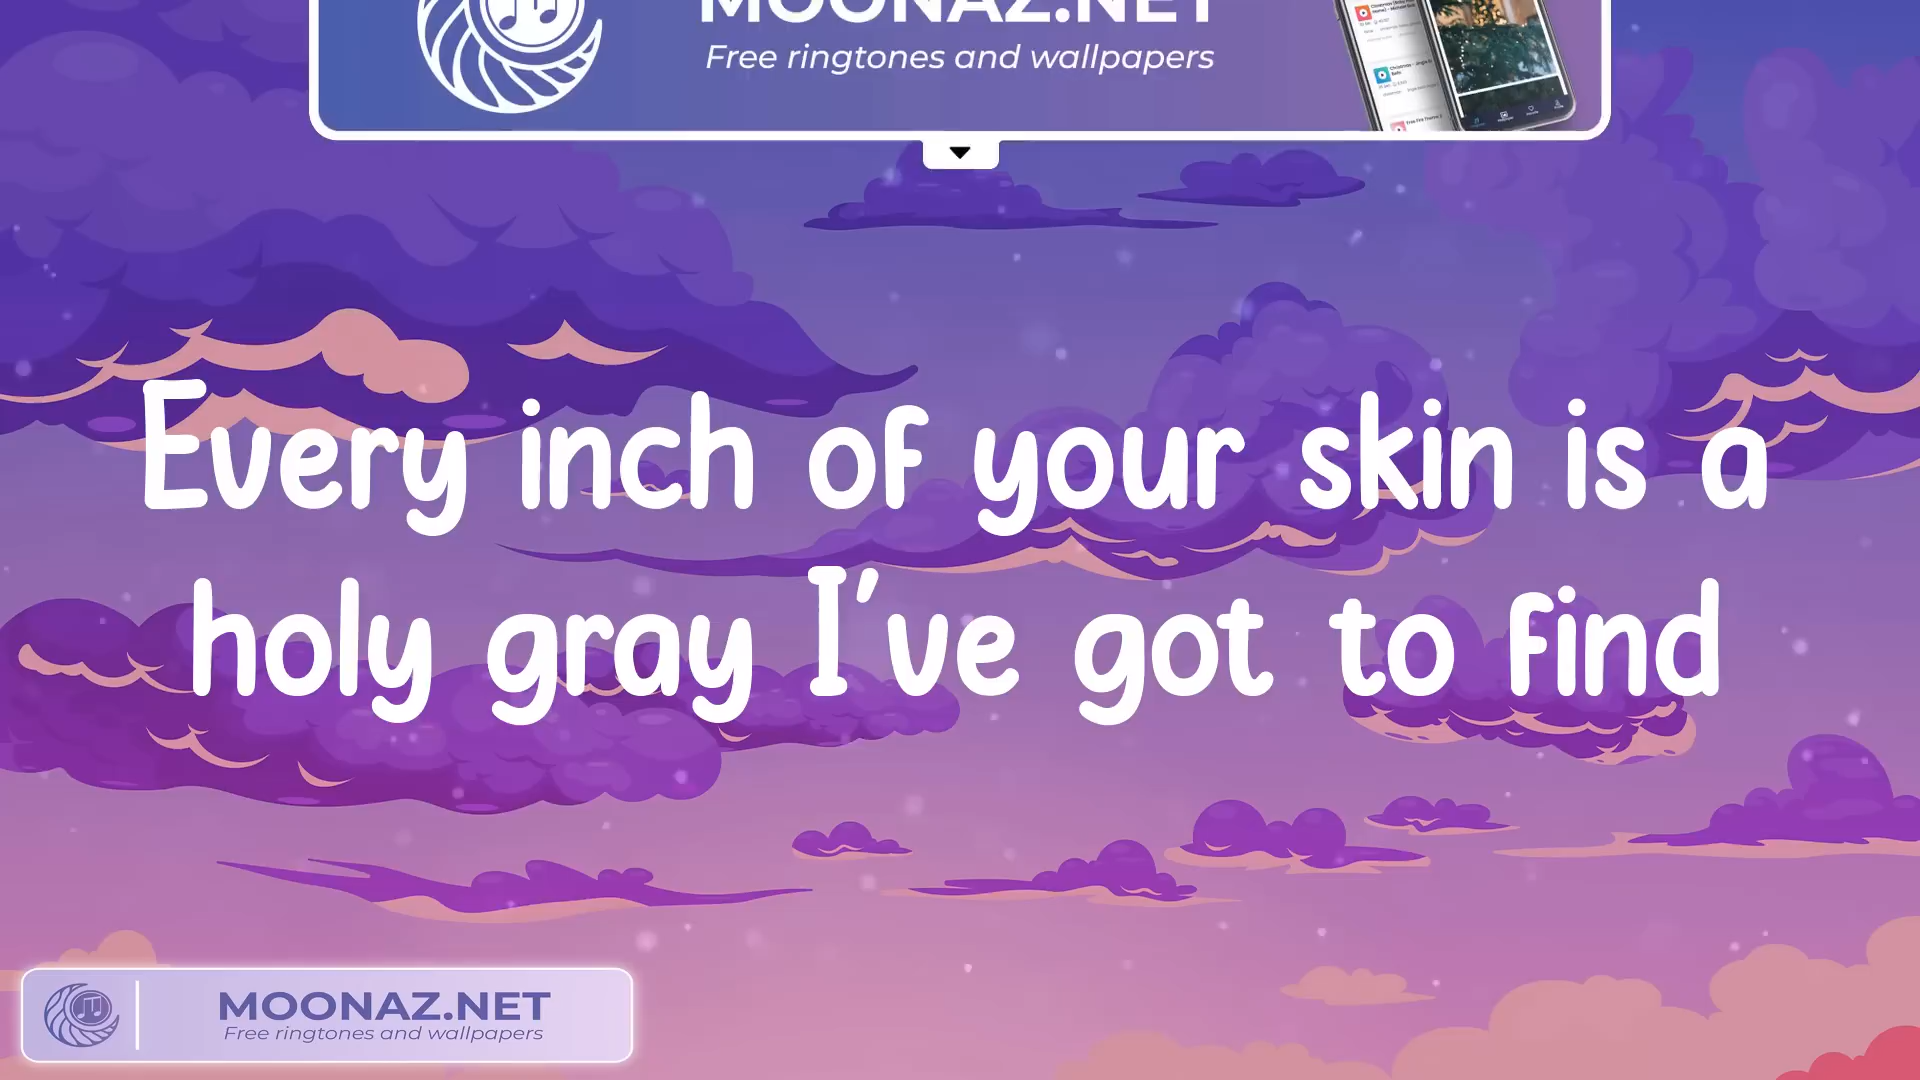 MOONAZ.NET
Free ringtones and wallpapers
Every inch of your skin is a
holy gray I've got to find
MOONAZ.NET
Free ringtones and wallpapers